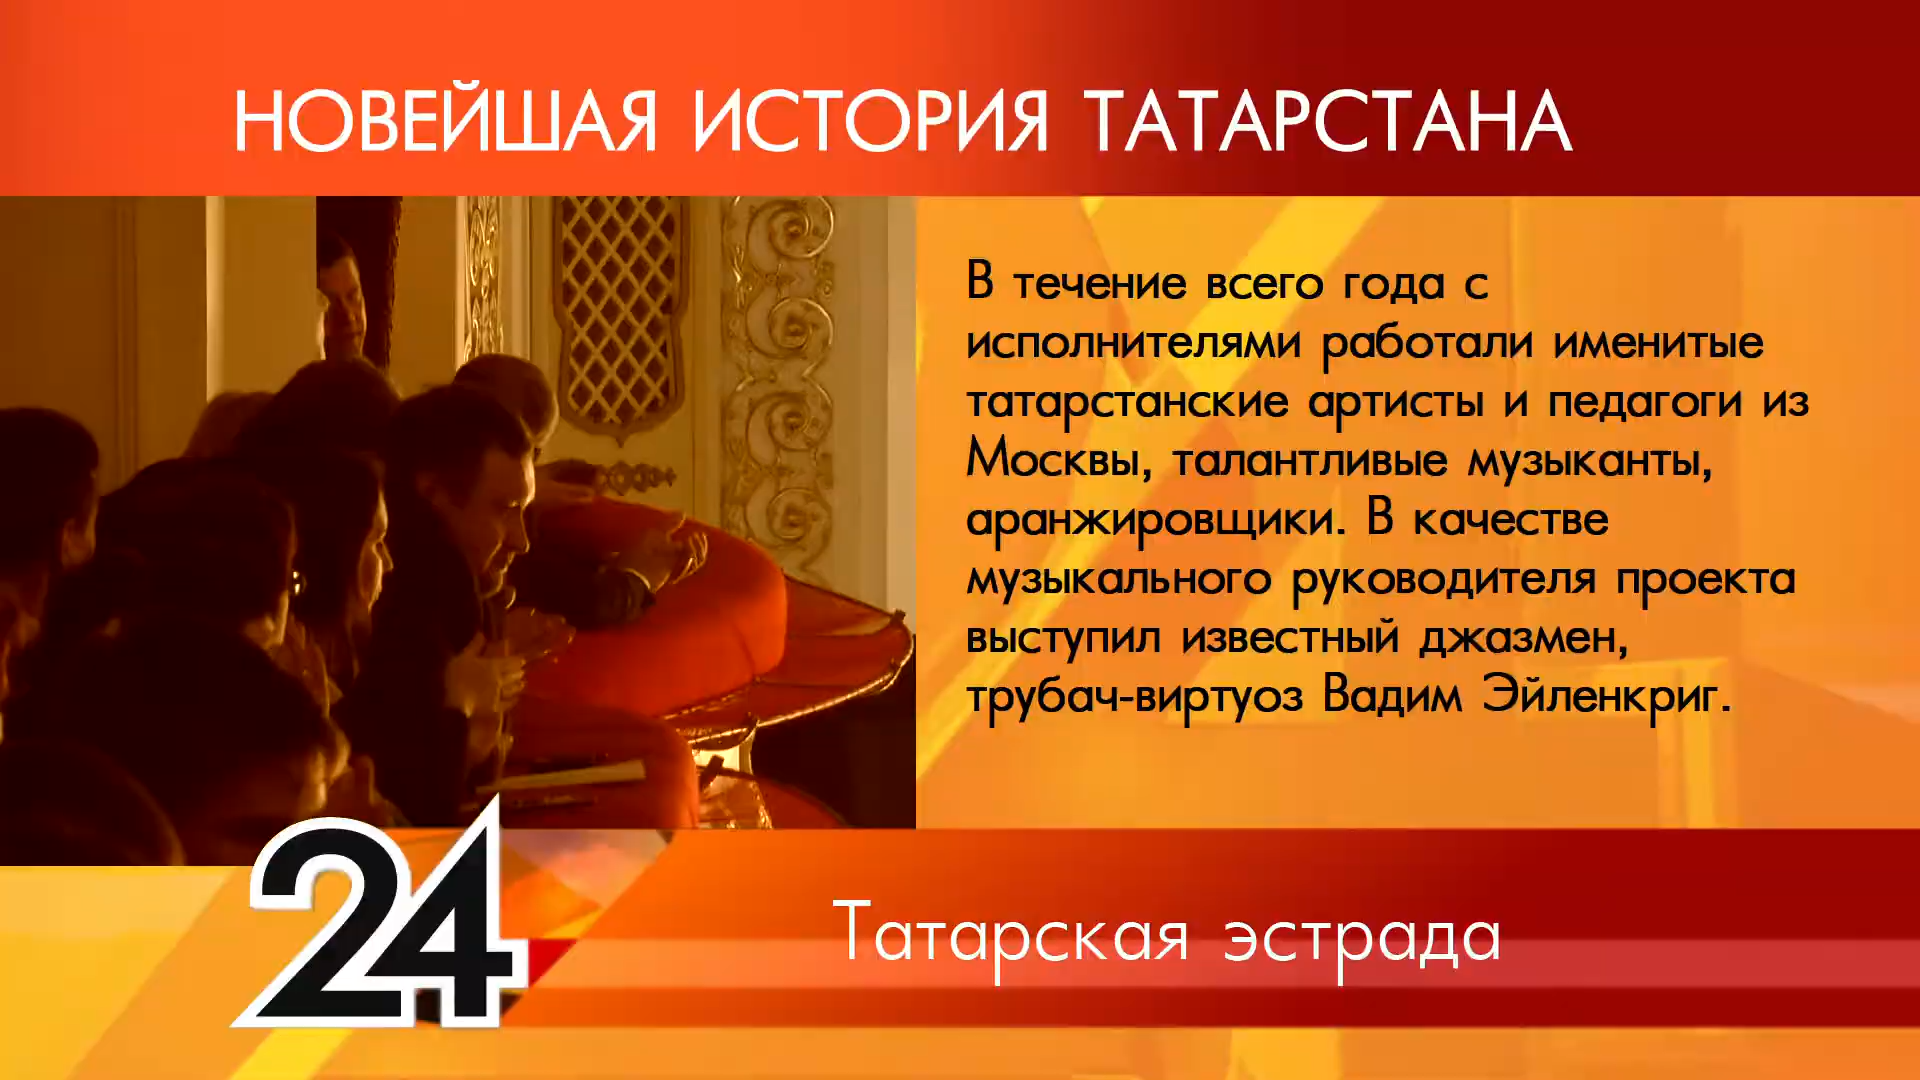 НОВЕЙШАЯ ИСТОРИЯ ТАТАРСТАНА
В течение всего года с
исполнителями работали именитые
татарстанские артисты и педагоги из
Москвы, талантливые музыканты,
аранжировщики. В качестве
музыкального руководителя проекта
выступил известный джазмен,
трубач-виртуоз Вадим Эйленкриг.
24
Татарская эстрада